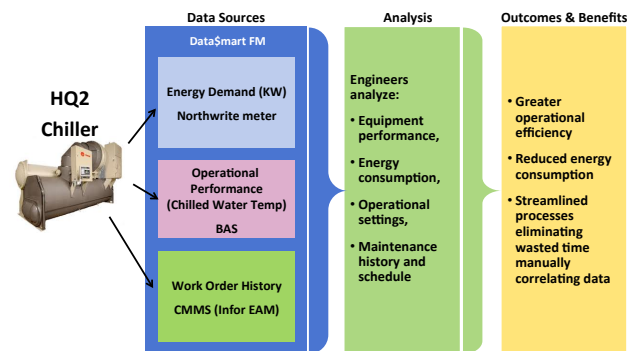 Data Sources
Analysis
Outcomes & Benefits
Data$mart FM
HQ2
Chiller
Energy Demand (KW)
Northwrite meter
Operational
Performance
(Chilled Water Temp)
BAS
Work Order History
CMMS (Infor EAM)
Engineers
analyze:
• Equipment
performance,
• Energy
consumption,
• Operational
settings,
• Maintenance
history and
schedule
• Greater
operational
efficiency
• Reduced energy
consumption
• Streamlined
processes
eliminating
wasted time
manually
correlating data